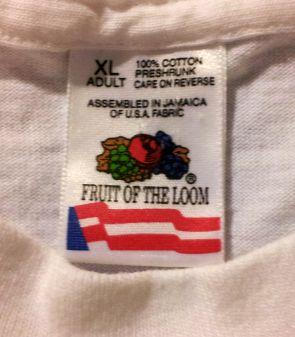 XL 100% COTTON
ADULT PRESHRUNK
CARE ON REVERSE
ASSEMBLED IN JAMAICA
OF U.S.A. FABRIC
®
FRUIT OF THE LOOM